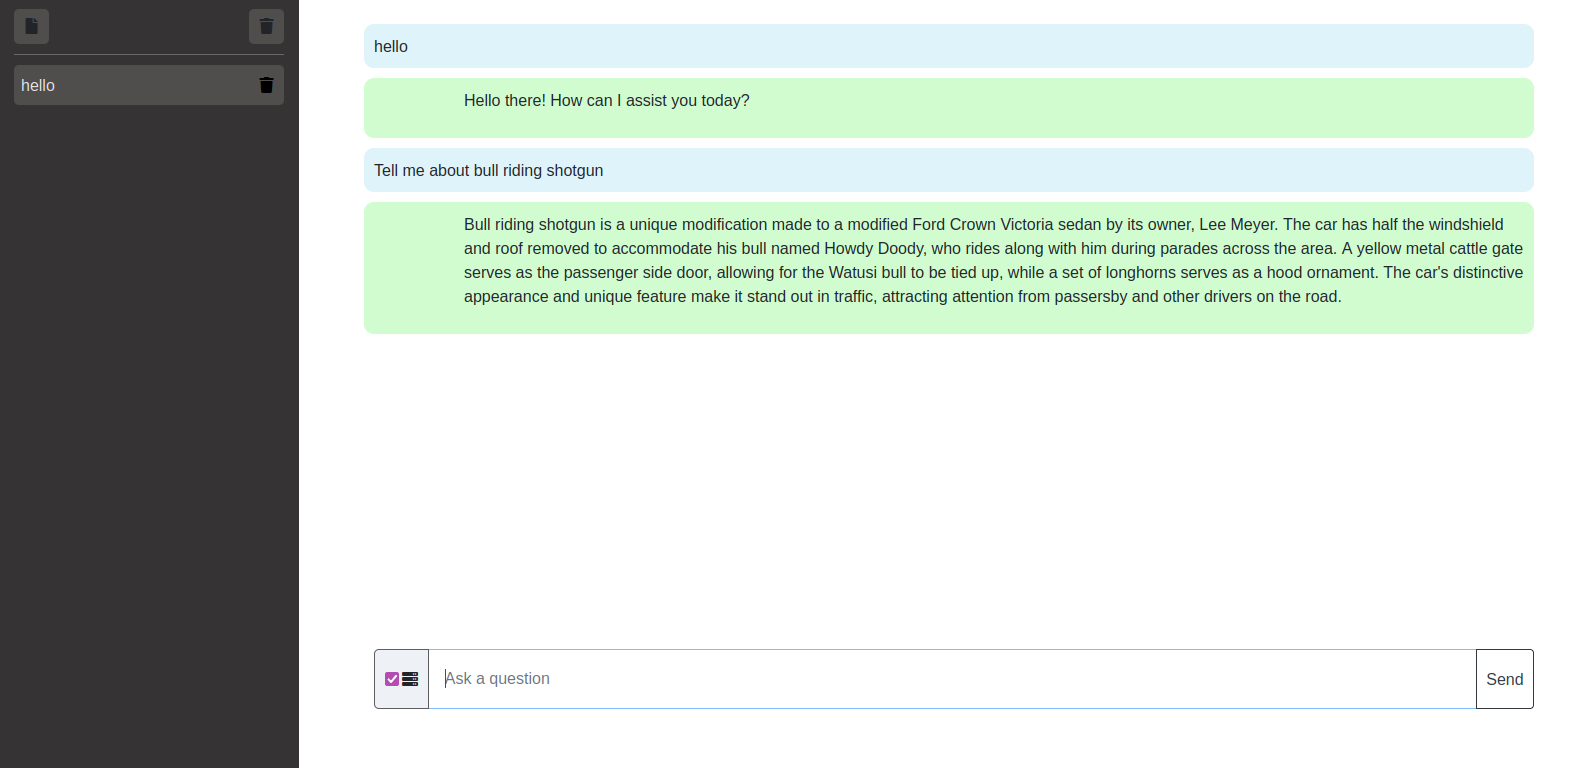 hello
hello
Hello there! How can I assist you today?
Tell me about bull riding shotgun
Bull riding shotgun is a unique modification made to a modified Ford Crown Victoria sedan by its owner, Lee Meyer. The car has half the windshield
and roof removed to accommodate his bull named Howdy Doody, who rides along with him during parades across the area. A yellow metal cattle gate
serves as the passenger side door, allowing for the Watusi bull to be tied up, while a set of longhorns serves as a hood ornament. The car's distinctive
appearance and unique feature make it stand out in traffic, attracting attention from passersby and other drivers on the road.
Ask a question
Send